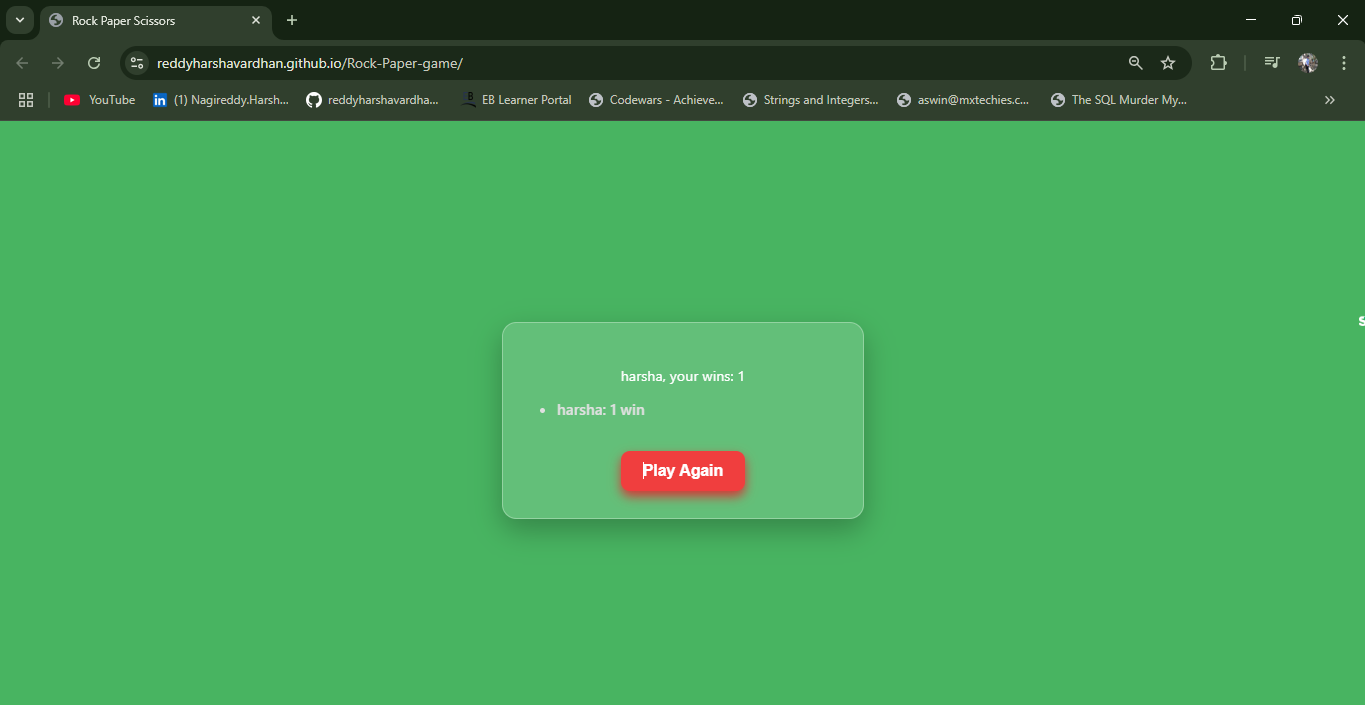 Rock Paper Scissors
reddyharshavardhan.github.io/Rock-Paper-game/
YouTube
(1) Nagireddy.Harsh...
reddyharshavardha...
EB Learner Portal
Codewars - Achieve...
Strings and Integers...
aswin@mxtechies.c...
The SQL Murder My...
harsha, your wins: 1
harsha: 1 win
Play Again